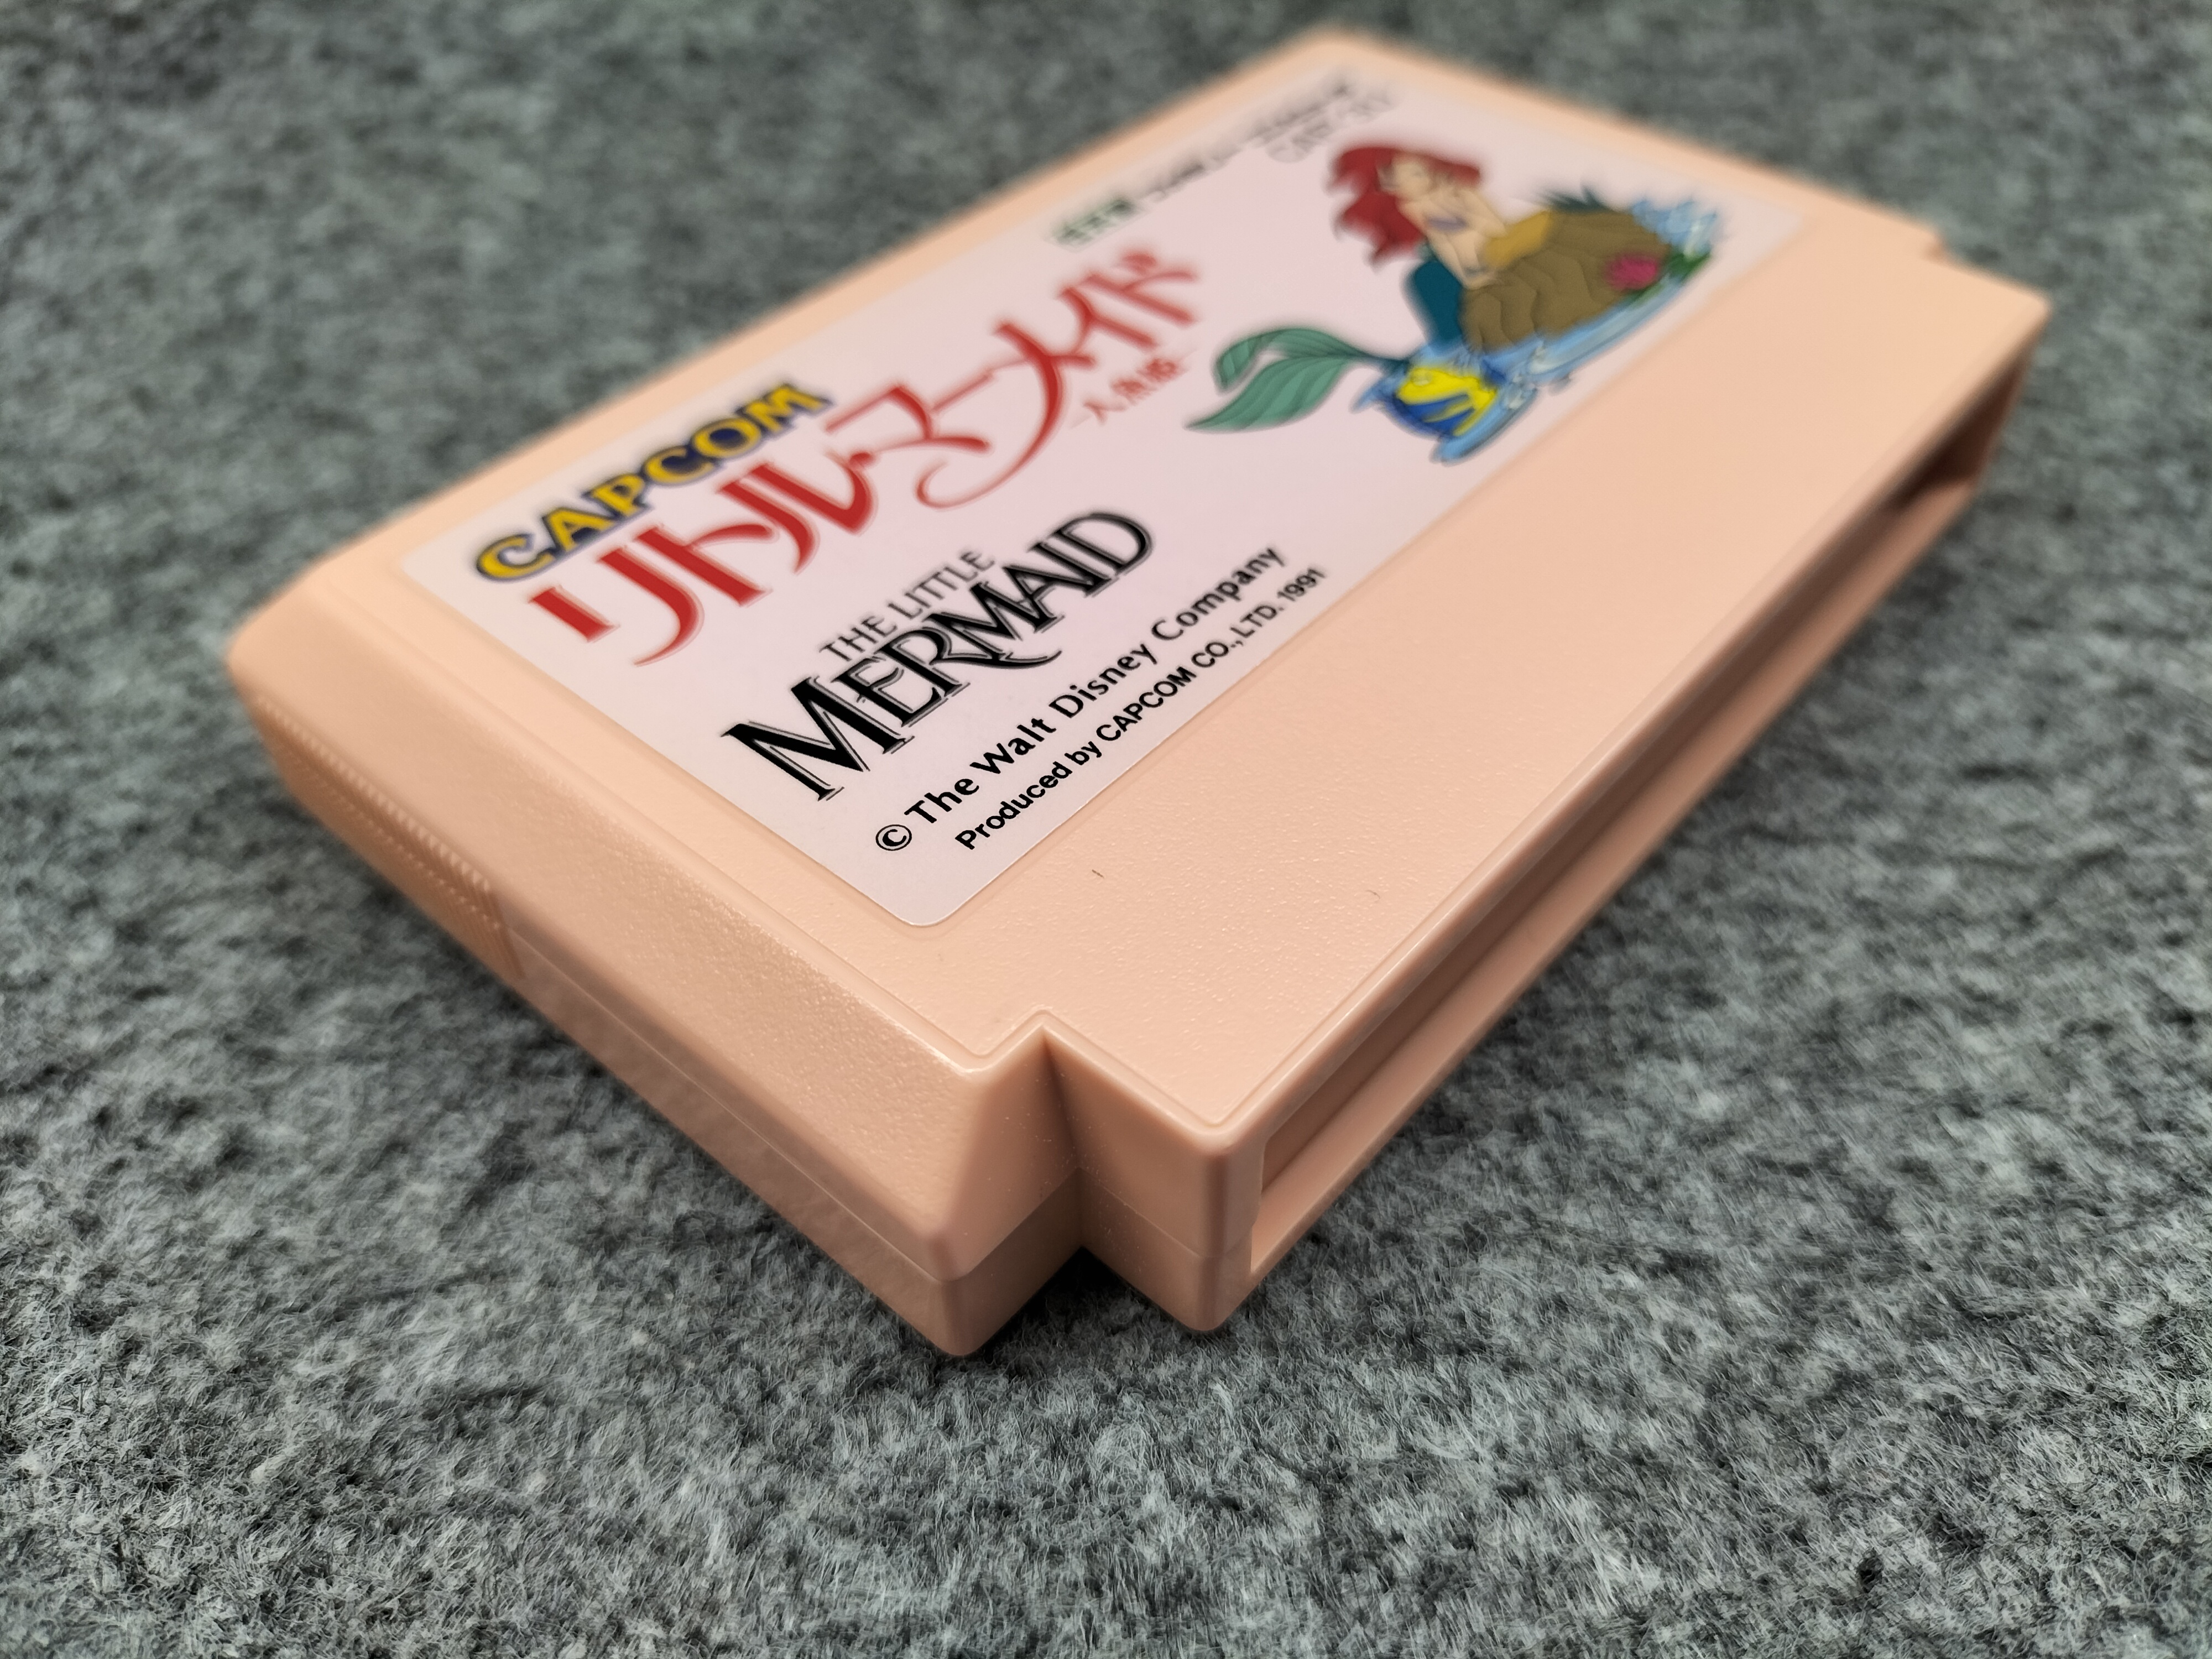 CAPCOM
リトル・マーメイド
–人魚姫–
THE LITTLE
MERMAID
© The Walt Disney Company
Produced by CAPCOM CO., LTD. 1991